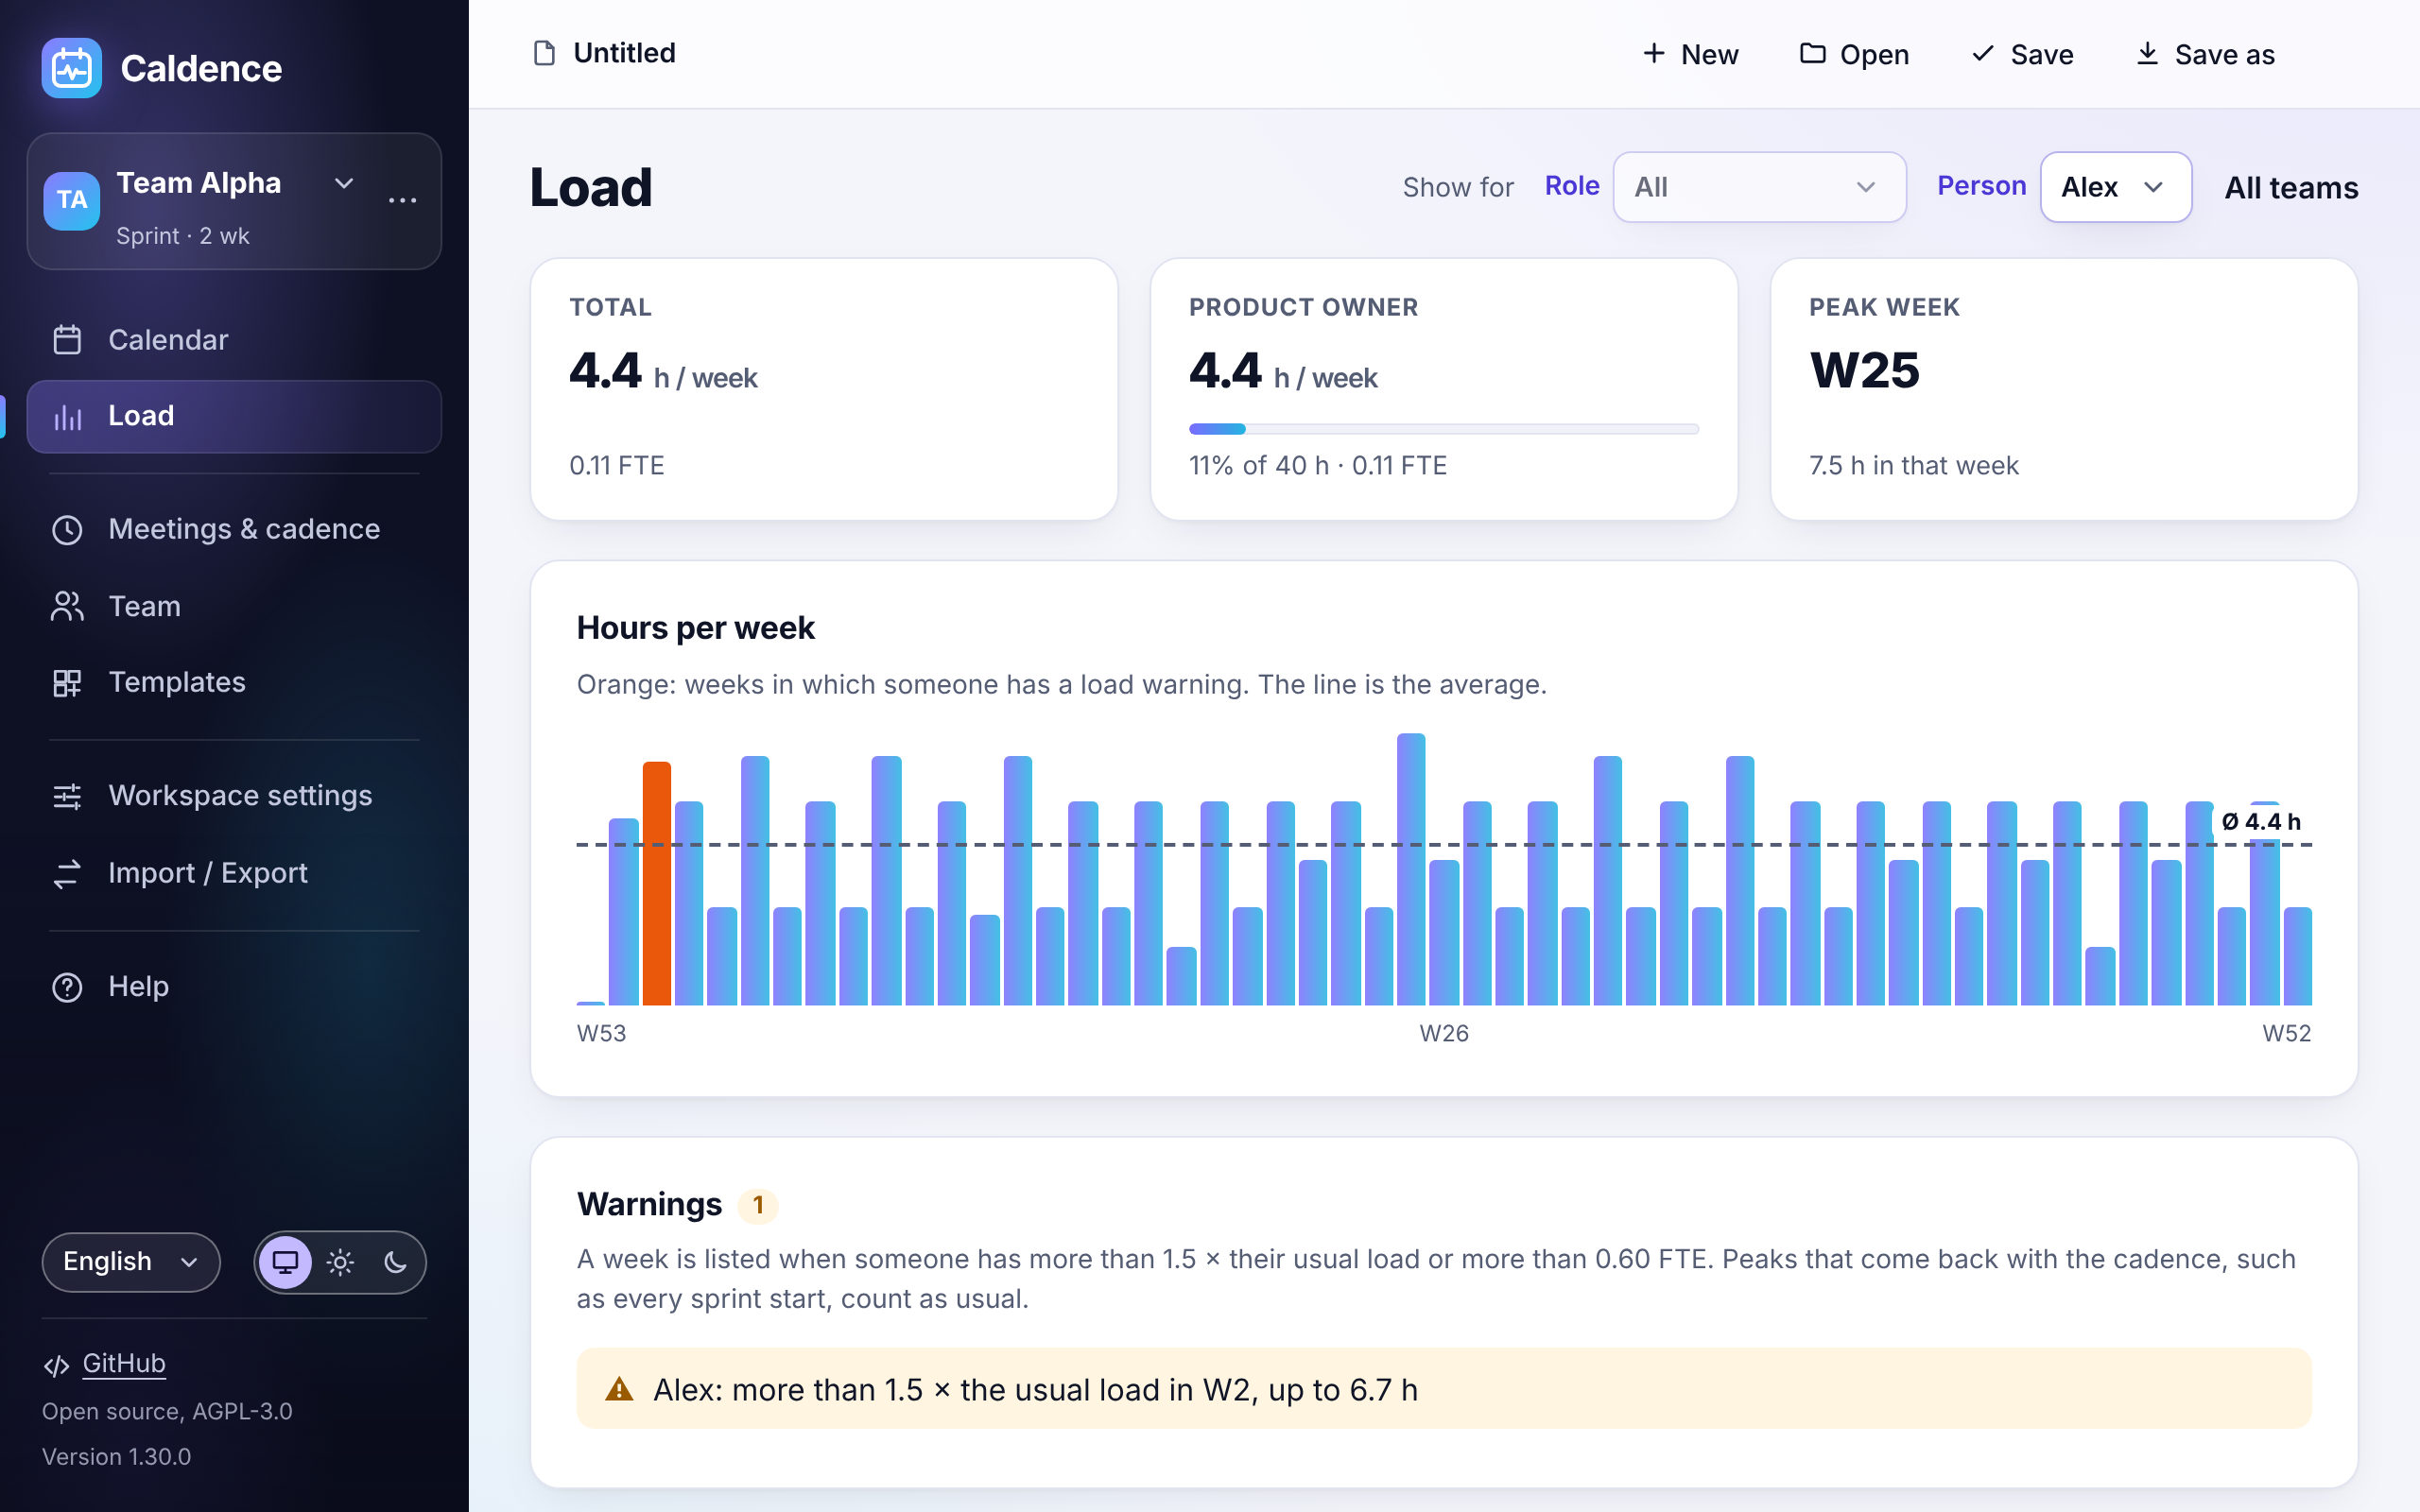 Caldence
TA
Team Alpha
Sprint · 2 wk
Calendar
Load
Meetings & cadence
Team
Templates
Workspace settings
Import / Export
Help
English
GitHub
Open source, AGPL-3.0
Version 1.30.0
Untitled
New
Open
Save
Save as
Load
Show for
Role
All
Person
Alex
All teams
TOTAL
4.4 h / week
0.11 FTE
PRODUCT OWNER
4.4 h / week
11% of 40 h · 0.11 FTE
PEAK WEEK
W25
7.5 h in that week
Hours per week
Orange: weeks in which someone has a load warning. The line is the average.
Ø 4.4 h
W53
W26
W52
Warnings 1
A week is listed when someone has more than 1.5 × their usual load or more than 0.60 FTE. Peaks that come back with the cadence, such
as every sprint start, count as usual.
Alex: more than 1.5 × the usual load in W2, up to 6.7 h